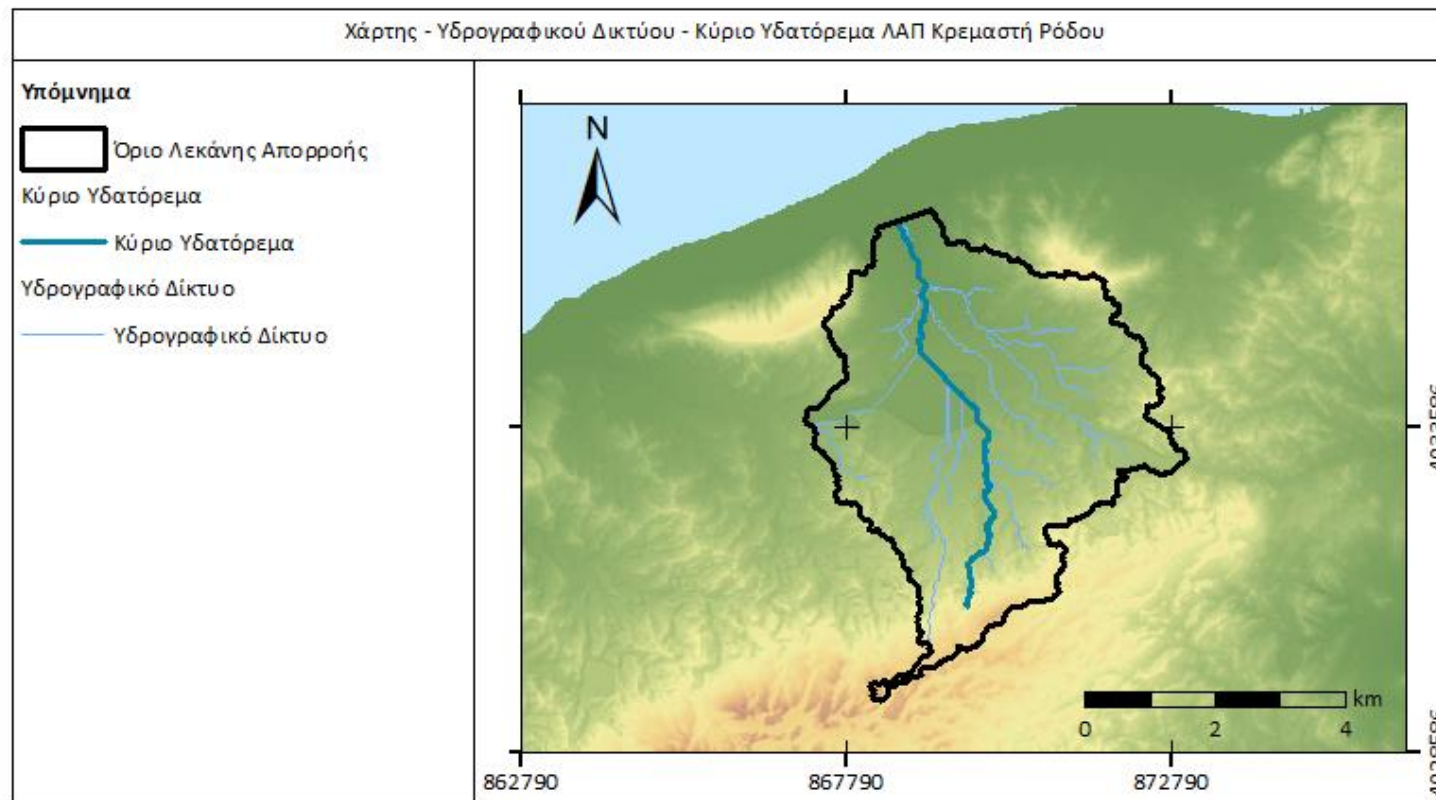 Χάρτης - Υδρογραφικού Δικτύου - Κύριο Υδατόρεμα ΛΑΠ Κρεμαστή Ρόδου
Υπόμνημα
Όριο Λεκάνης Απορροής
Κύριο Υδατόρεμα
Κύριο Υδατόρεμα
Υδρογραφικό Δίκτυο
Υδρογραφικό Δίκτυο
N
km
0 2 4
862790 867790 872790